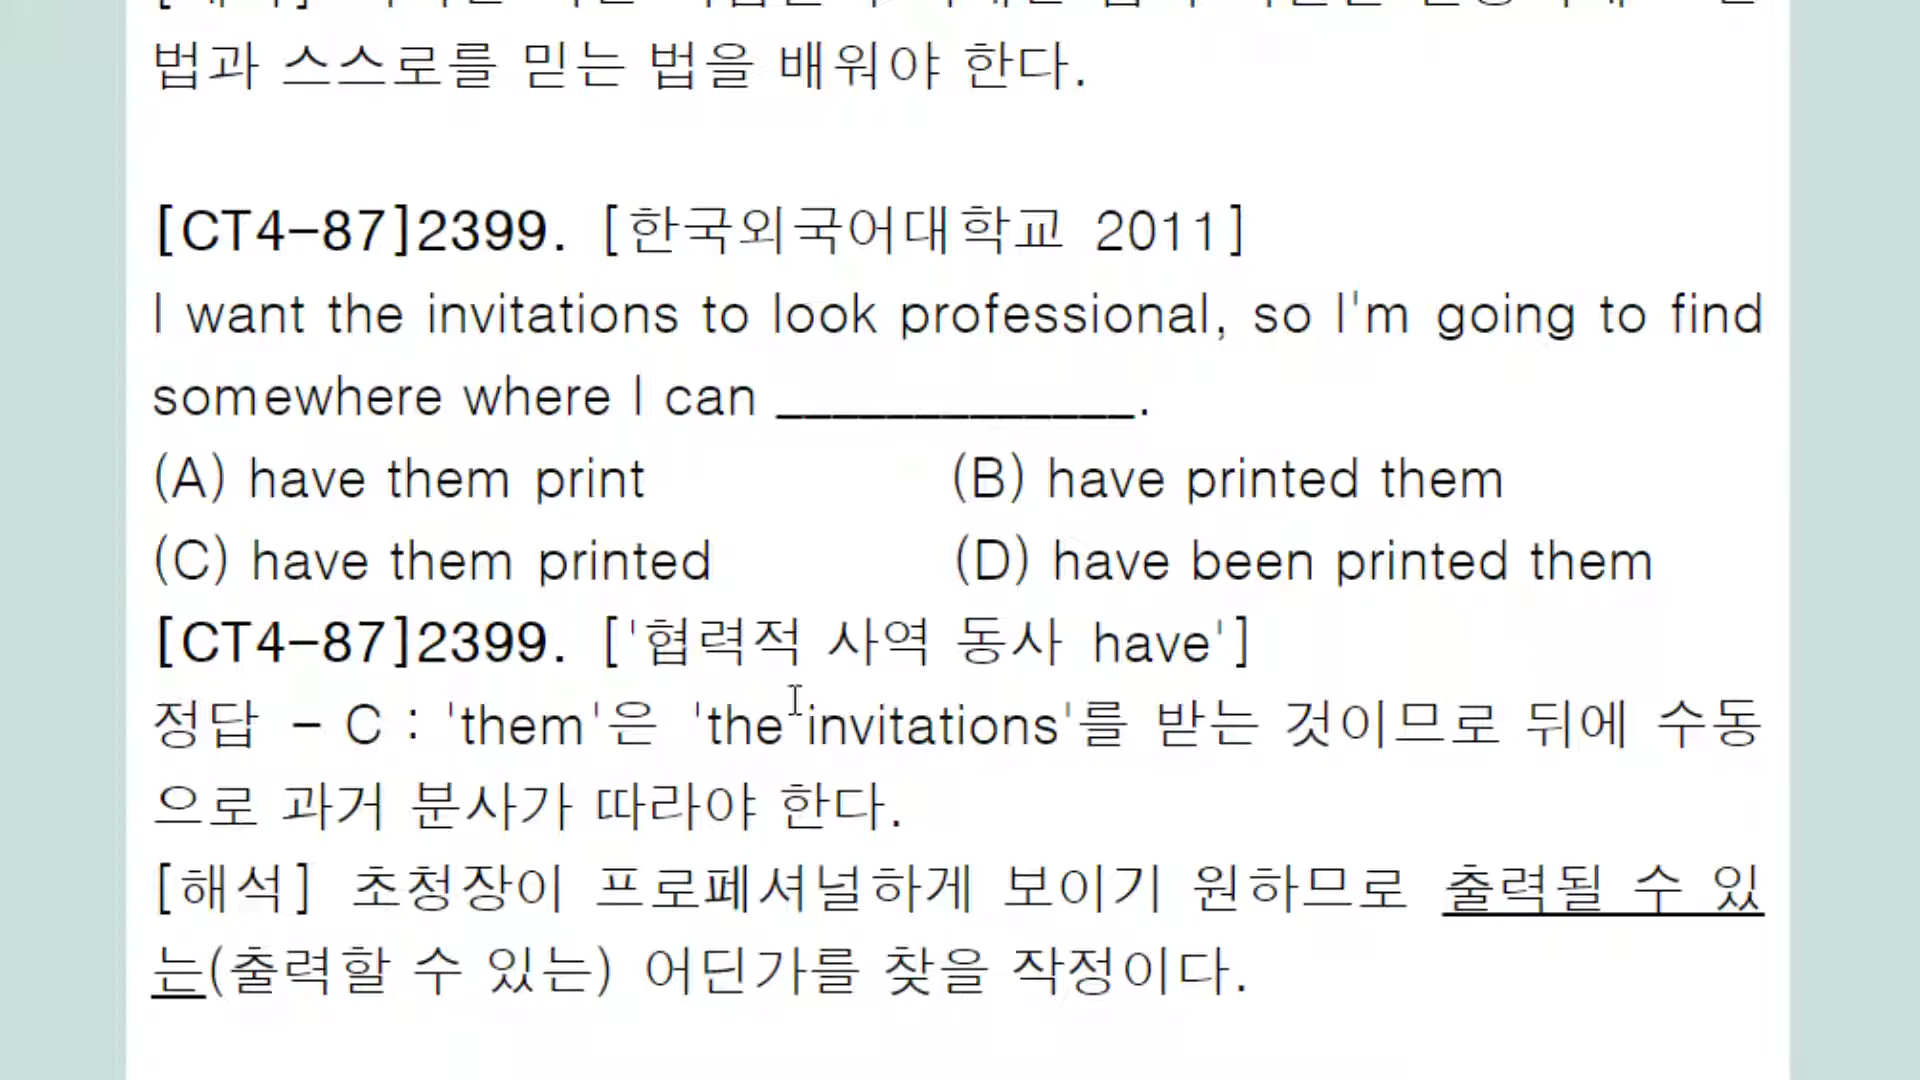 법과 스스로를 믿는 법을 배워야 한다.
[CT4-87]2399. [한국외국어대학교 2011]
I want the invitations to look professional, so I'm going to find
somewhere where I can _____________.
(A) have them print (B) have printed them
(C) have them printed (D) have been printed them
[CT4-87]2399. ['협력적 사역 동사 have']
정답 - C : 'them'은 'the invitations'를 받는 것이므로 뒤에 수동
으로 과거 분사가 따라야 한다.
[해석] 초청장이 프로페셔널하게 보이기 원하므로 출력될 수 있
는(출력할 수 있는) 어딘가를 찾을 작정이다.